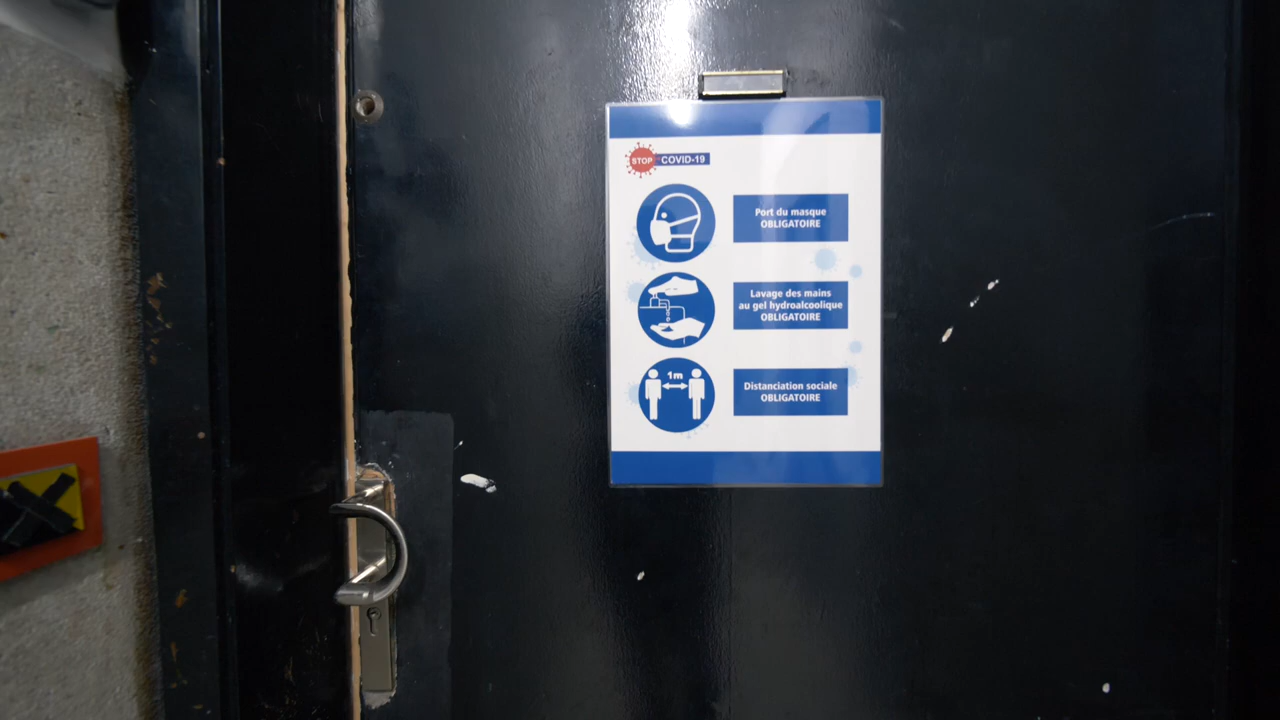 STOP COVID-19
Port du masque
OBLIGATOIRE
Lavage des mains
au gel hydroalcoolique
OBLIGATOIRE
1m
Distanciation sociale
OBLIGATOIRE